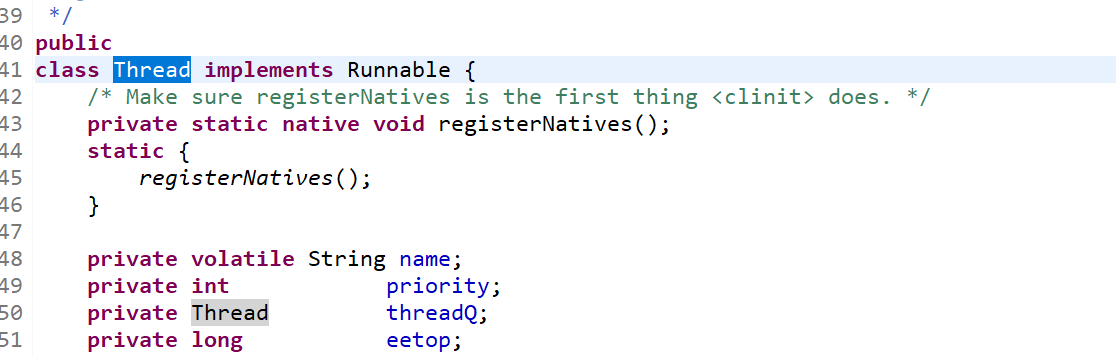 39 */
40 public
41 class Thread implements Runnable {
42     /* Make sure registerNatives is the first thing <clinit> does. */
43     private static native void registerNatives();
44     static {
45         registerNatives();
46     }
47
48     private volatile String name;
49     private int            priority;
50     private Thread         threadQ;
51     private long           eetop;